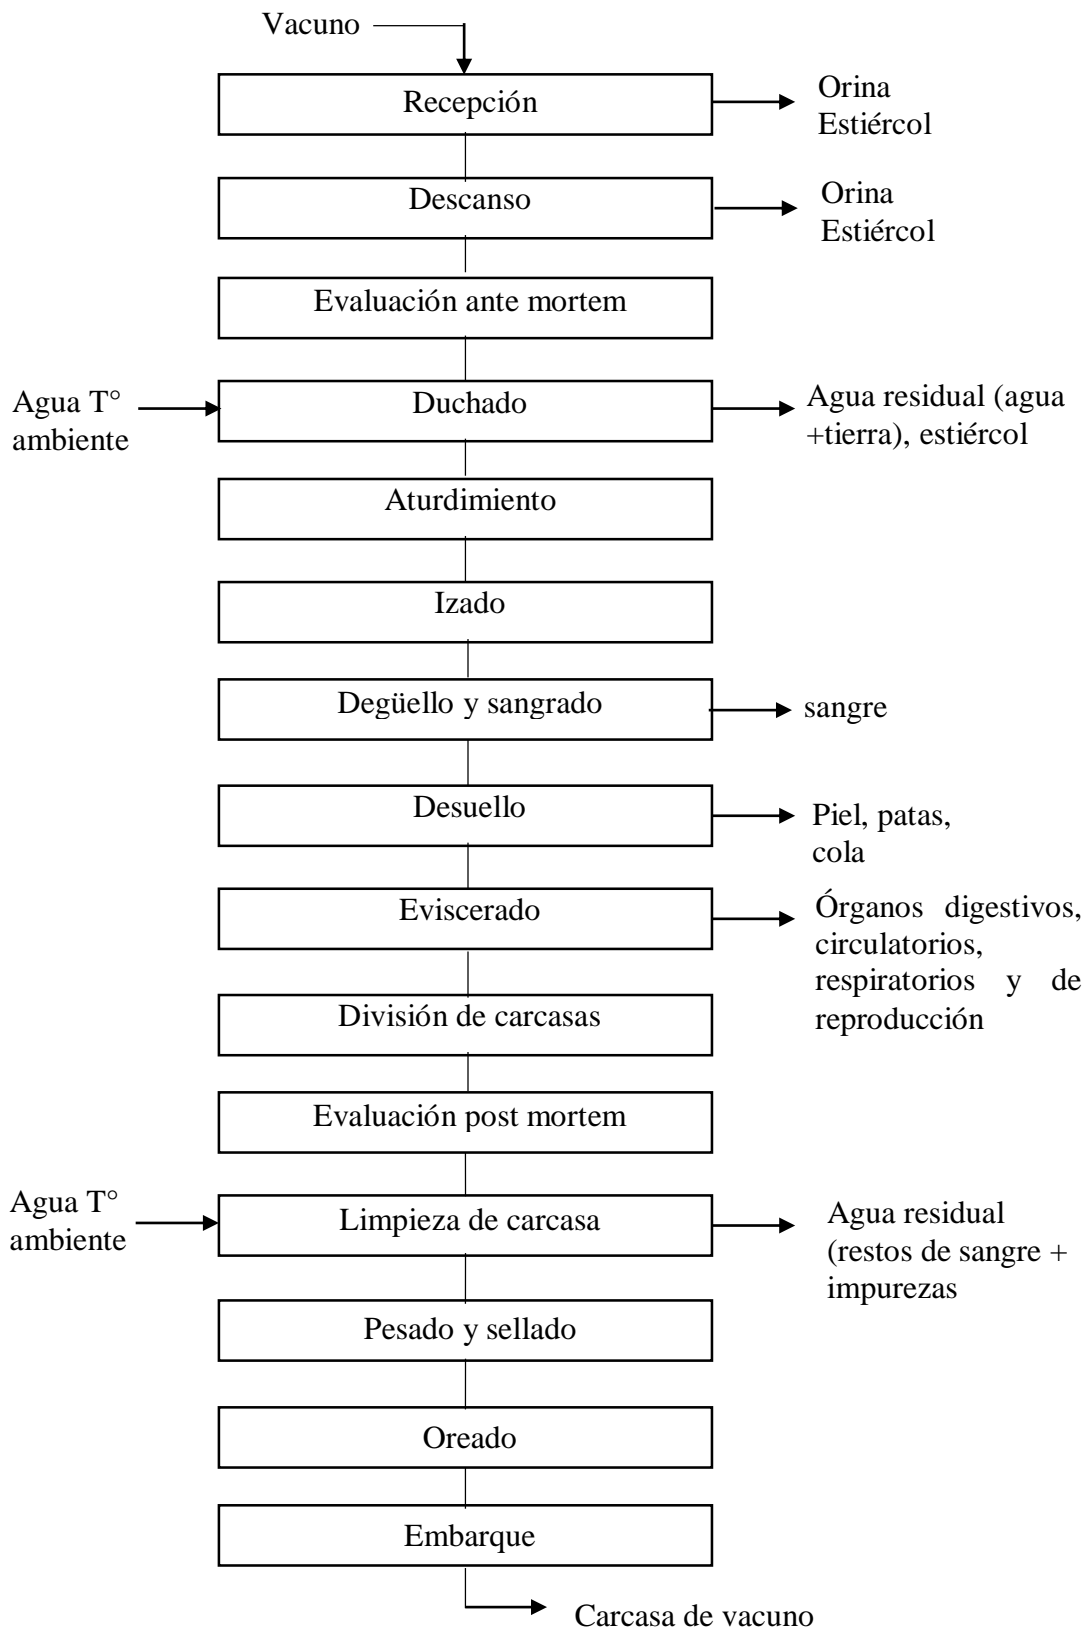 Vacuno
Recepción
Orina
Estiércol
Descanso
Orina
Estiércol
Evaluación ante mortem
Agua T°
ambiente
Duchado
Agua residual (agua
+tierra), estiércol
Aturdimiento
Izado
Degüello y sangrado
sangre
Desuello
Piel, patas,
cola
Eviscerado
Órganos digestivos,
circulatorios,
respiratorios y de
reproducción
División de carcasas
Evaluación post mortem
Agua T°
ambiente
Limpieza de carcasa
Agua residual
(restos de sangre +
impurezas
Pesado y sellado
Oreado
Embarque
Carcasa de vacuno